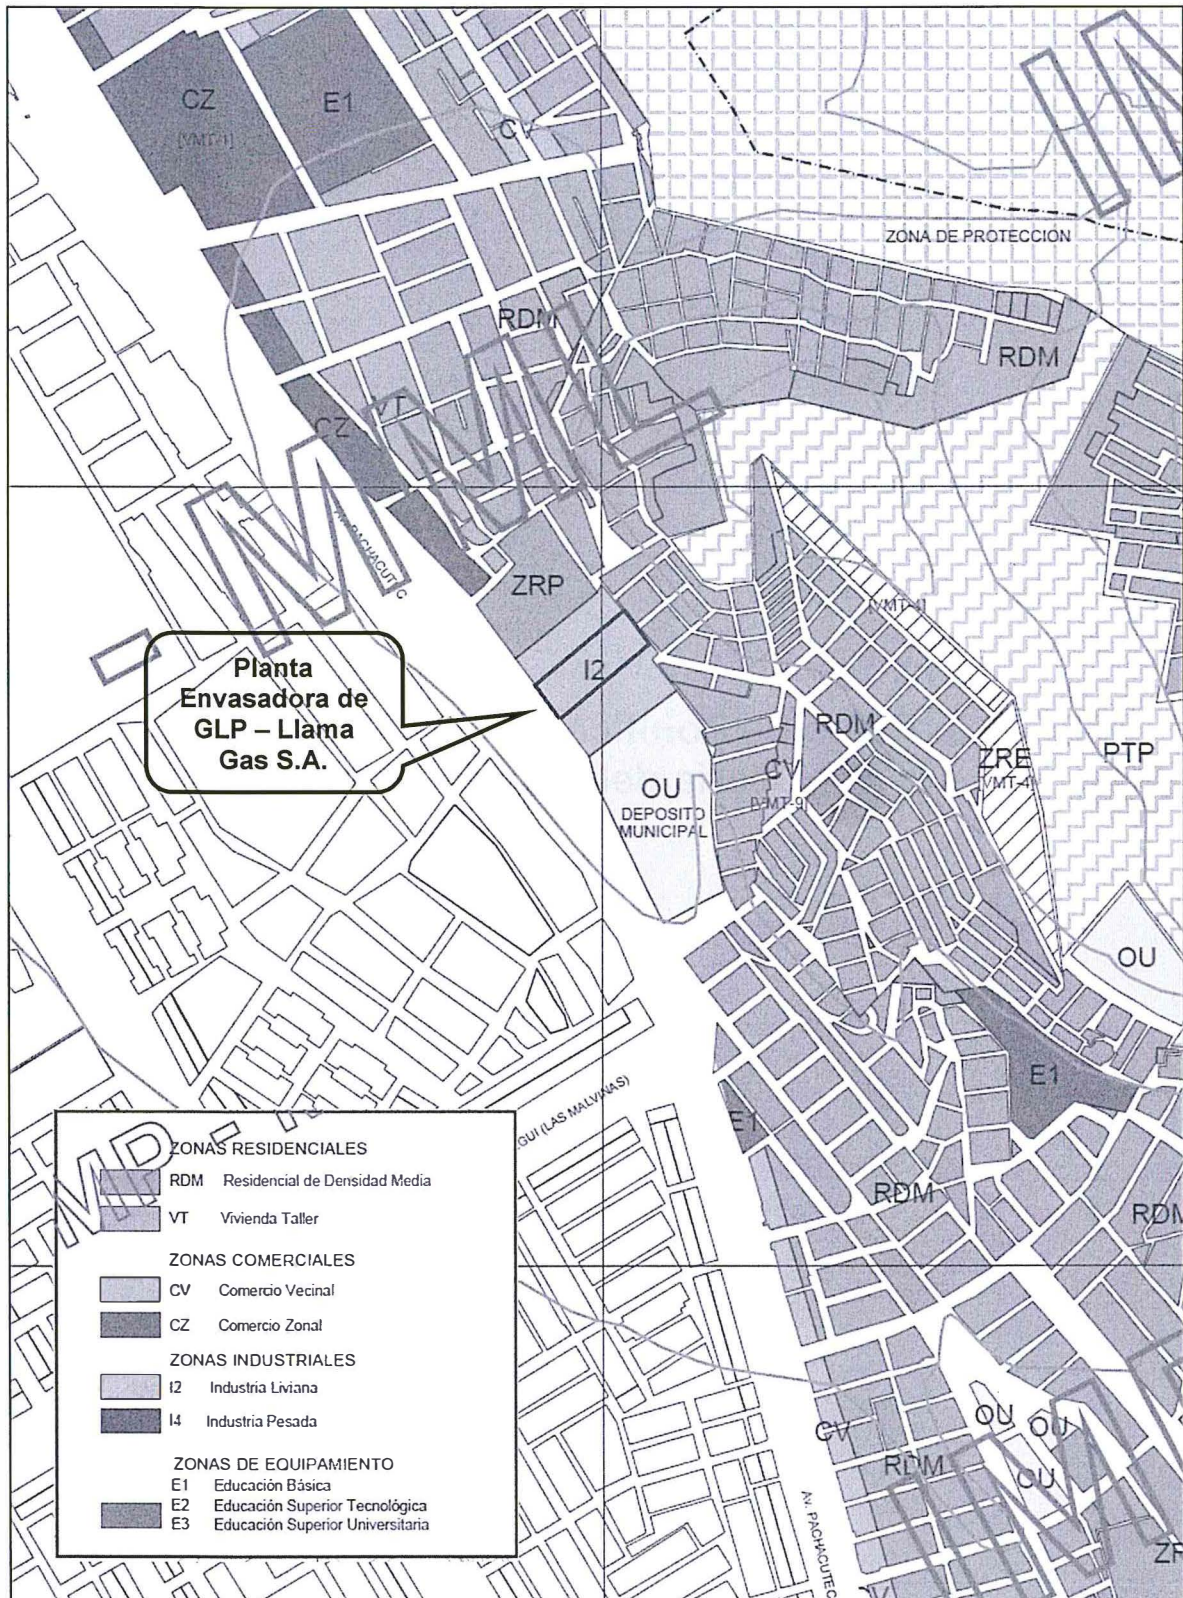 CZ
[VMT-1]
E1
C
ZONA DE PROTECCION
RDM
RDM
VT
CZ
Av. PACHACUTEC
ZRP
[VMT-4]
Planta
Envasadora de
GLP – Llama
Gas S.A.
I2
RDM
ZRE
[VMT-4]
PTP
CV
[VMT-9]
OU
DEPOSITO
MUNICIPAL
OU
E1
E1
GUI (LAS MALVINAS)
RDM
RDM
ZONAS RESIDENCIALES
RDM Residencial de Densidad Media
VT Vivienda Taller
ZONAS COMERCIALES
CV Comercio Vecinal
CZ Comercio Zonal
ZONAS INDUSTRIALES
I2 Industria Liviana
I4 Industria Pesada
ZONAS DE EQUIPAMIENTO
E1 Educación Básica
E2 Educación Superior Tecnológica
E3 Educación Superior Universitaria
OU
OU
CV
RDM
OU
Av. PACHACUTEC
CV